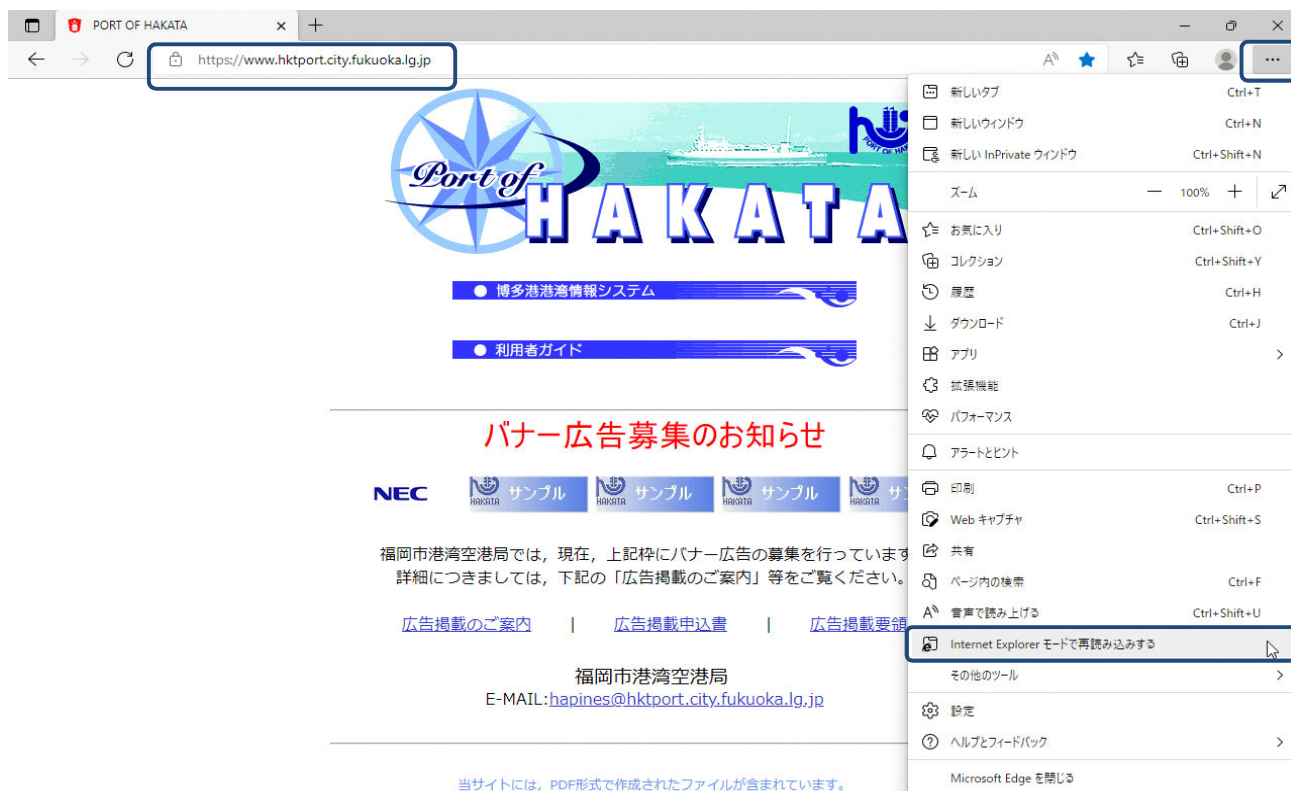 PORT OF HAKATA
https://www.hktport.city.fukuoka.lg.jp
新しいタブ Ctrl+T
新しいウィンドウ Ctrl+N
新しい InPrivate ウィンドウ Ctrl+Shift+N
ズーム 100%
お気に入り Ctrl+Shift+O
コレクション Ctrl+Shift+Y
履歴 Ctrl+H
ダウンロード Ctrl+J
アプリ
拡張機能
パフォーマンス
アラートとヒント
印刷 Ctrl+P
Web キャプチャ Ctrl+Shift+S
共有
ページ内の検索 Ctrl+F
音声で読み上げる Ctrl+Shift+U
Internet Explorer モードで再読み込みする
その他のツール
設定
ヘルプとフィードバック
Microsoft Edge を閉じる
Port of
HAKATA
博多港港湾情報システム
利用者ガイド
バナー広告募集のお知らせ
NEC HAKATA サンプル HAKATA サンプル HAKATA サンプル HAKATA サ
福岡市港湾空港局では，現在，上記枠にバナー広告の募集を行っています
詳細につきましては，下記の「広告掲載のご案内」等をご覧ください。
広告掲載のご案内 | 広告掲載申込書 | 広告掲載要領
福岡市港湾空港局
E-MAIL:hapines@hktport.city.fukuoka.lg.jp
当サイトには，PDF形式で作成されたファイルが含まれています。